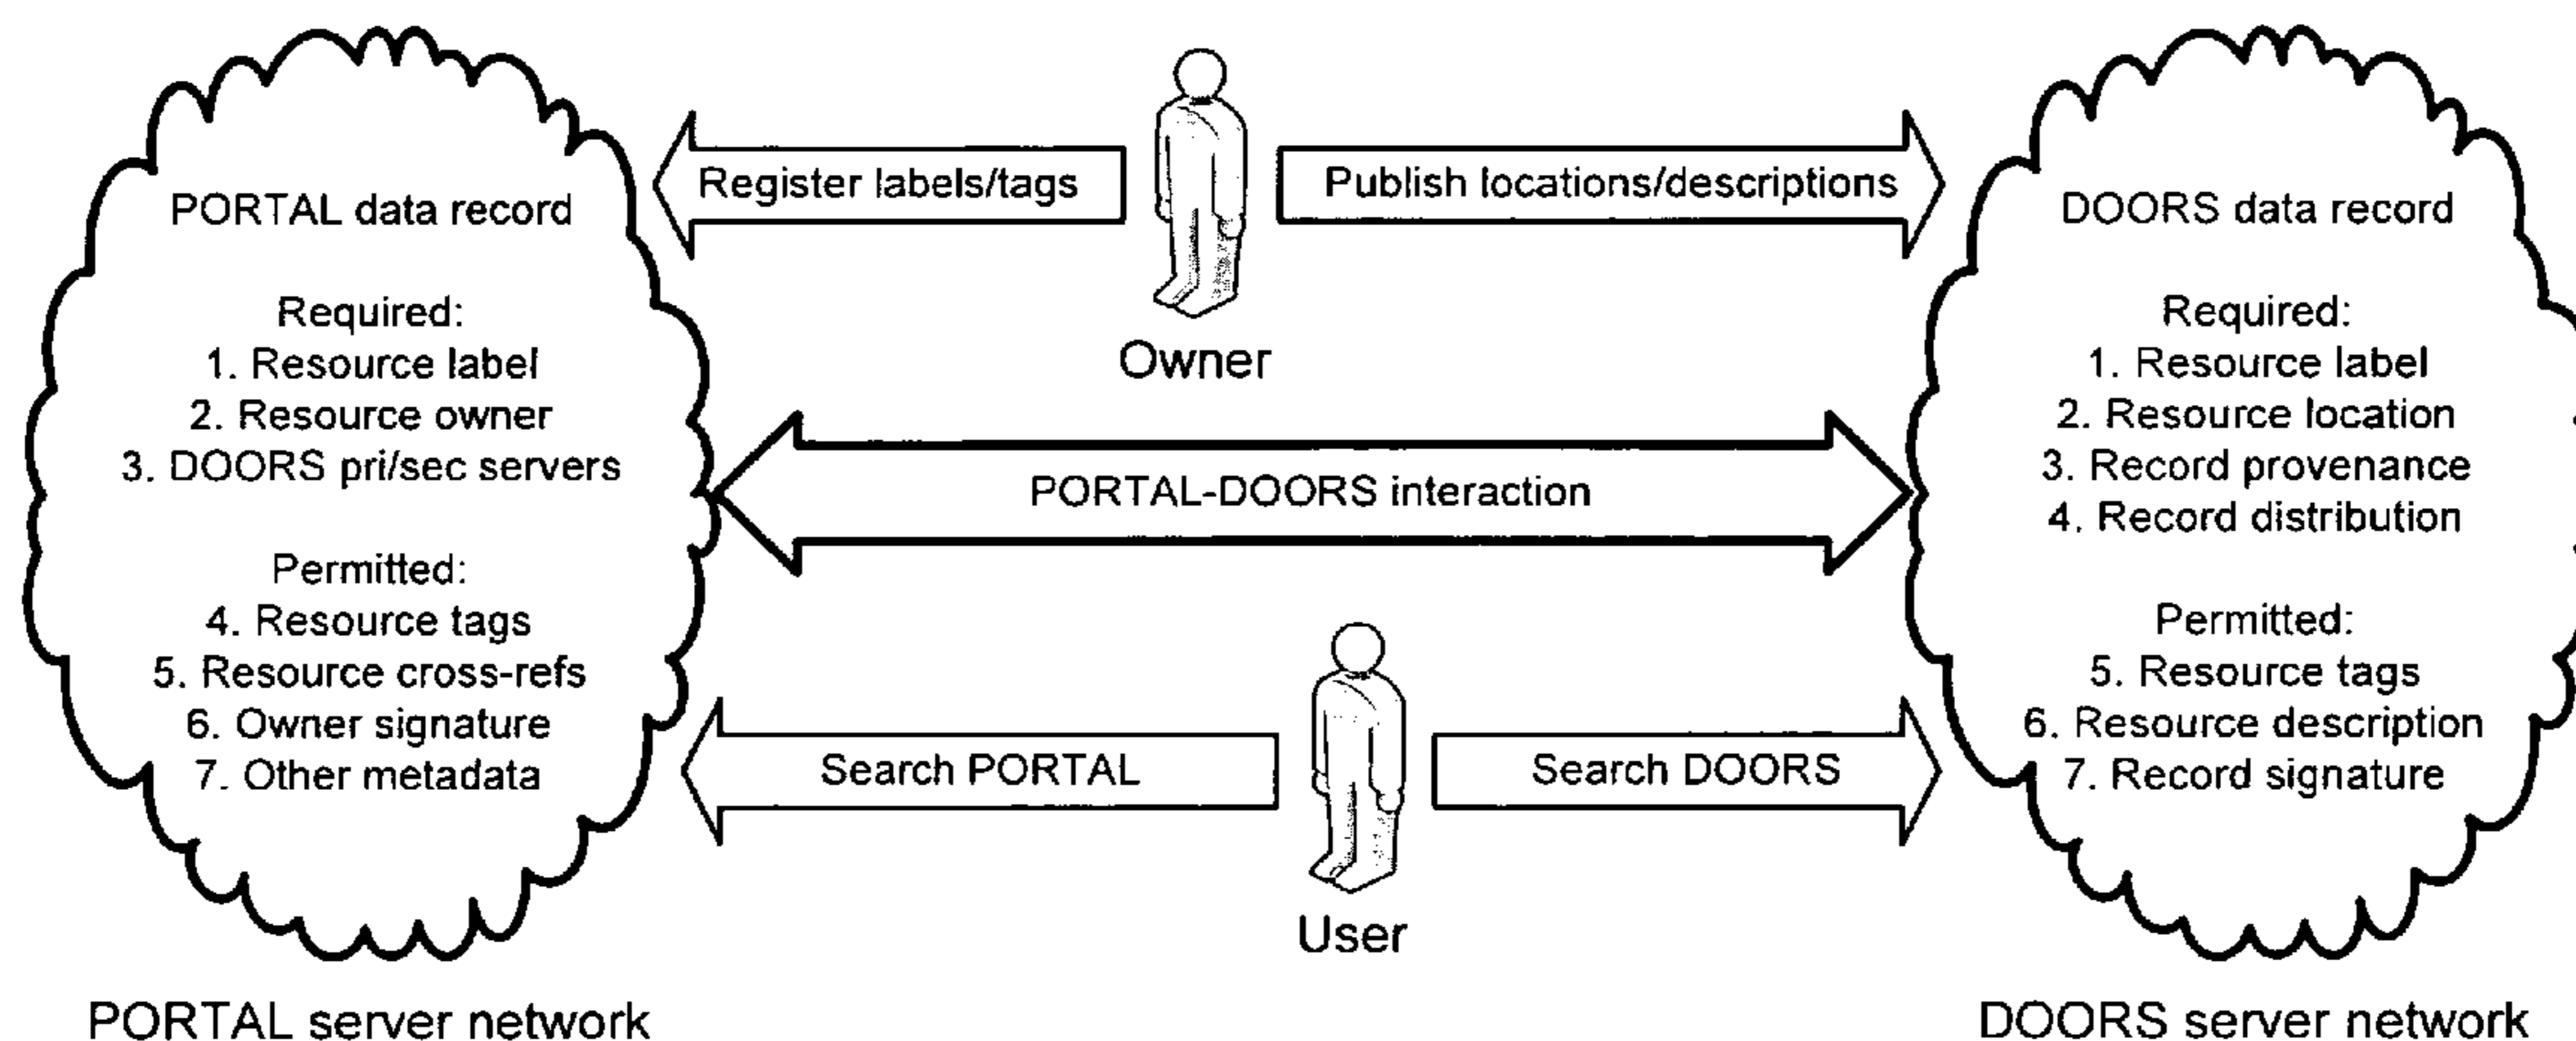 PORTAL data record
Required:
1. Resource label
2. Resource owner
3. DOORS pri/sec servers
Permitted:
4. Resource tags
5. Resource cross-refs
6. Owner signature
7. Other metadata
PORTAL server network
Register labels/tags
Publish locations/descriptions
Owner
PORTAL-DOORS interaction
Search PORTAL
Search DOORS
User
DOORS data record
Required:
1. Resource label
2. Resource location
3. Record provenance
4. Record distribution
Permitted:
5. Resource tags
6. Resource description
7. Record signature
DOORS server network